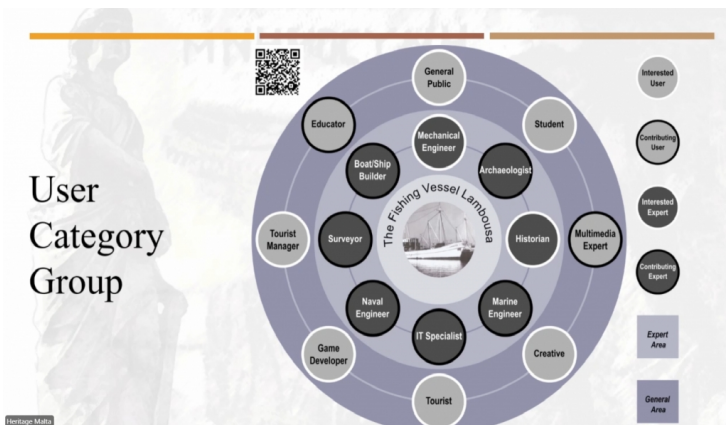 User
Category
Group
General
Public
Educator
Student
Mechanical
Engineer
Boat/Ship
Builder
Archaeologist
The Fishing Vessel Lambousa
Tourist
Manager
Surveyor
Historian
Multimedia
Expert
Naval
Engineer
Marine
Engineer
IT Specialist
Game
Developer
Creative
Tourist
Interested
User
Contributing
User
Interested
Expert
Contributing
Expert
Expert
Area
General
Area
Heritage Malta